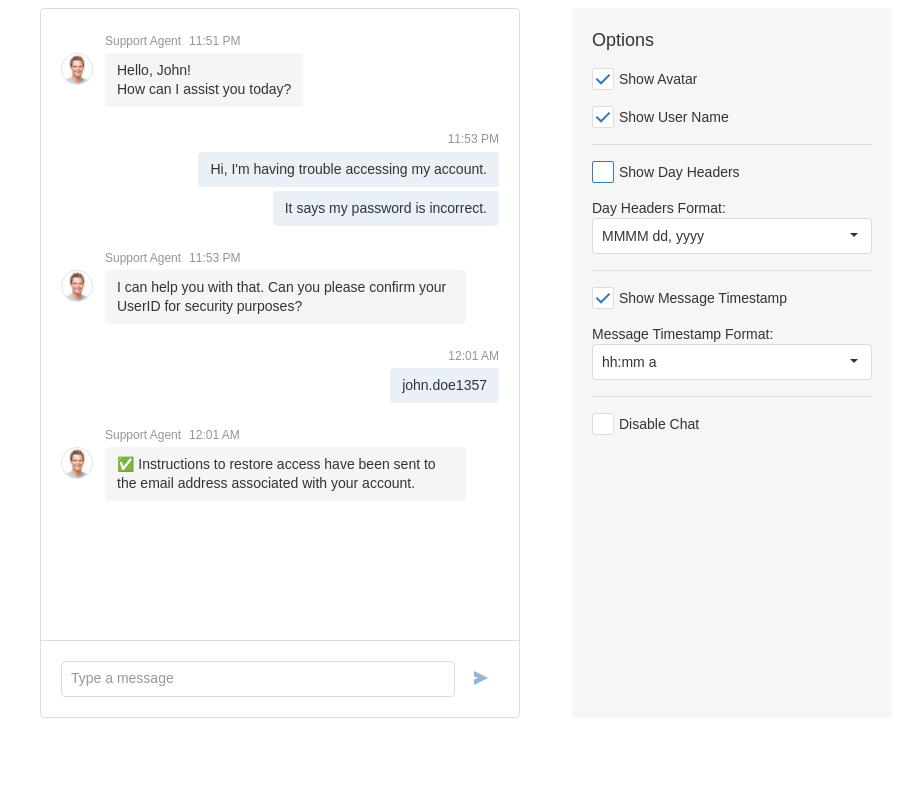 Support Agent 11:51 PM
Hello, John!
How can I assist you today?
11:53 PM
Hi, I'm having trouble accessing my account.
It says my password is incorrect.
Support Agent 11:53 PM
I can help you with that. Can you please confirm your
UserID for security purposes?
12:01 AM
john.doe1357
Support Agent 12:01 AM
✅ Instructions to restore access have been sent to
the email address associated with your account.
Type a message
Options
Show Avatar
Show User Name
Show Day Headers
Day Headers Format:
MMMM dd, yyyy
Show Message Timestamp
Message Timestamp Format:
hh:mm a
Disable Chat